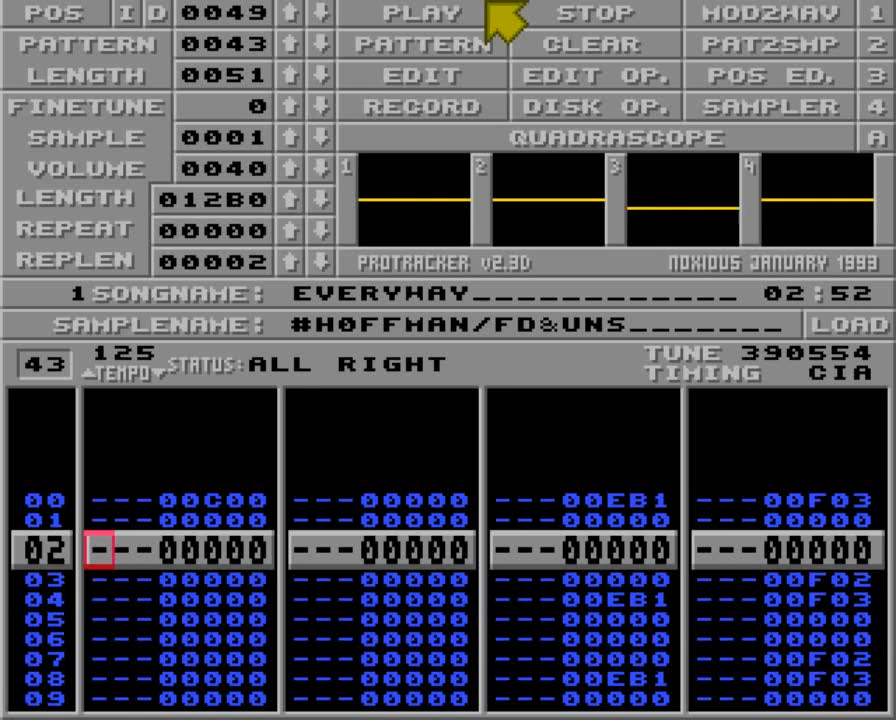 POS I D 0049 PLAY STOP MOD2WAV 1
PATTERN 0043 PATTERN CLEAR PAT2SMP 2
LENGTH 0051 EDIT EDIT OP. POS ED. 3
FINETUNE 0 RECORD DISK OP. SAMPLER 4
SAMPLE 0001 QUADRASCOPE A
VOLUME 0040 1 2 3 4
LENGTH 012B0
REPEAT 00000
REPLEN 00002 PROTRACKER v2.3D NOXIOUS JANUARY 1993
1 SONGNAME: EVERYWAY____________ 02:52
SAMPLENAME: #H0FFMAN/FD&UNS_______ LOAD
43 125 TEMPO STATUS: ALL RIGHT TUNE 390554
TIMING CIA
00 ---00C00 ---00000 ---00EB1 ---00F03
01 ---00000 ---00000 ---00000 ---00000
02 ---00000 ---00000 ---00000 ---00000
03 ---00000 ---00000 ---00000 ---00F02
04 ---00000 ---00000 ---00EB1 ---00F03
05 ---00000 ---00000 ---00000 ---00000
06 ---00000 ---00000 ---00000 ---00000
07 ---00000 ---00000 ---00000 ---00F02
08 ---00000 ---00000 ---00EB1 ---00F03
09 ---00000 ---00000 ---00000 ---00000